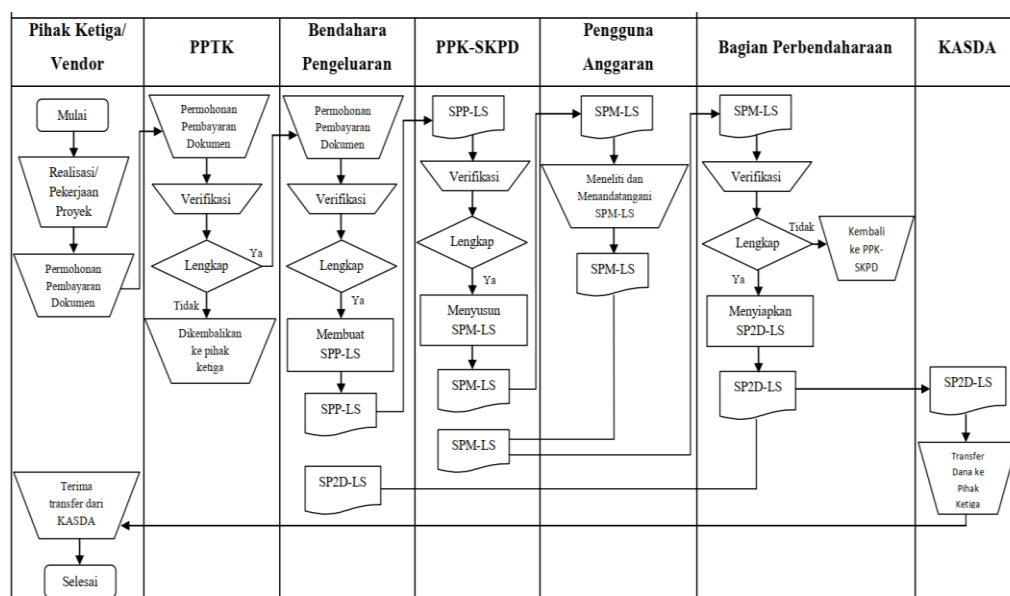 Pihak Ketiga/
Vendor
PPTK
Bendahara
Pengeluaran
PPK-SKPD
Pengguna
Anggaran
Bagian Perbendaharaan
KASDA
Mulai
Realisasi/
Pekerjaan
Proyek
Permohonan
Pembayaran
Dokumen
Terima
transfer dari
KASDA
Selesai
Permohonan
Pembayaran
Dokumen
Verifikasi
Lengkap
Ya
Tidak
Dikembalikan
ke pihak
ketiga
Permohonan
Pembayaran
Dokumen
Verifikasi
Lengkap
Ya
Membuat
SPP-LS
SPP-LS
SP2D-LS
SPP-LS
Verifikasi
Lengkap
Ya
Menyusun
SPM-LS
SPM-LS
SPM-LS
SPM-LS
Meneliti dan
Menandatangani
SPM-LS
SPM-LS
SPM-LS
Verifikasi
Lengkap
Tidak
Kembali
ke PPK-
SKPD
Ya
Menyiapkan
SP2D-LS
SP2D-LS
SP2D-LS
Transfer
Dana ke
Pihak
Ketiga